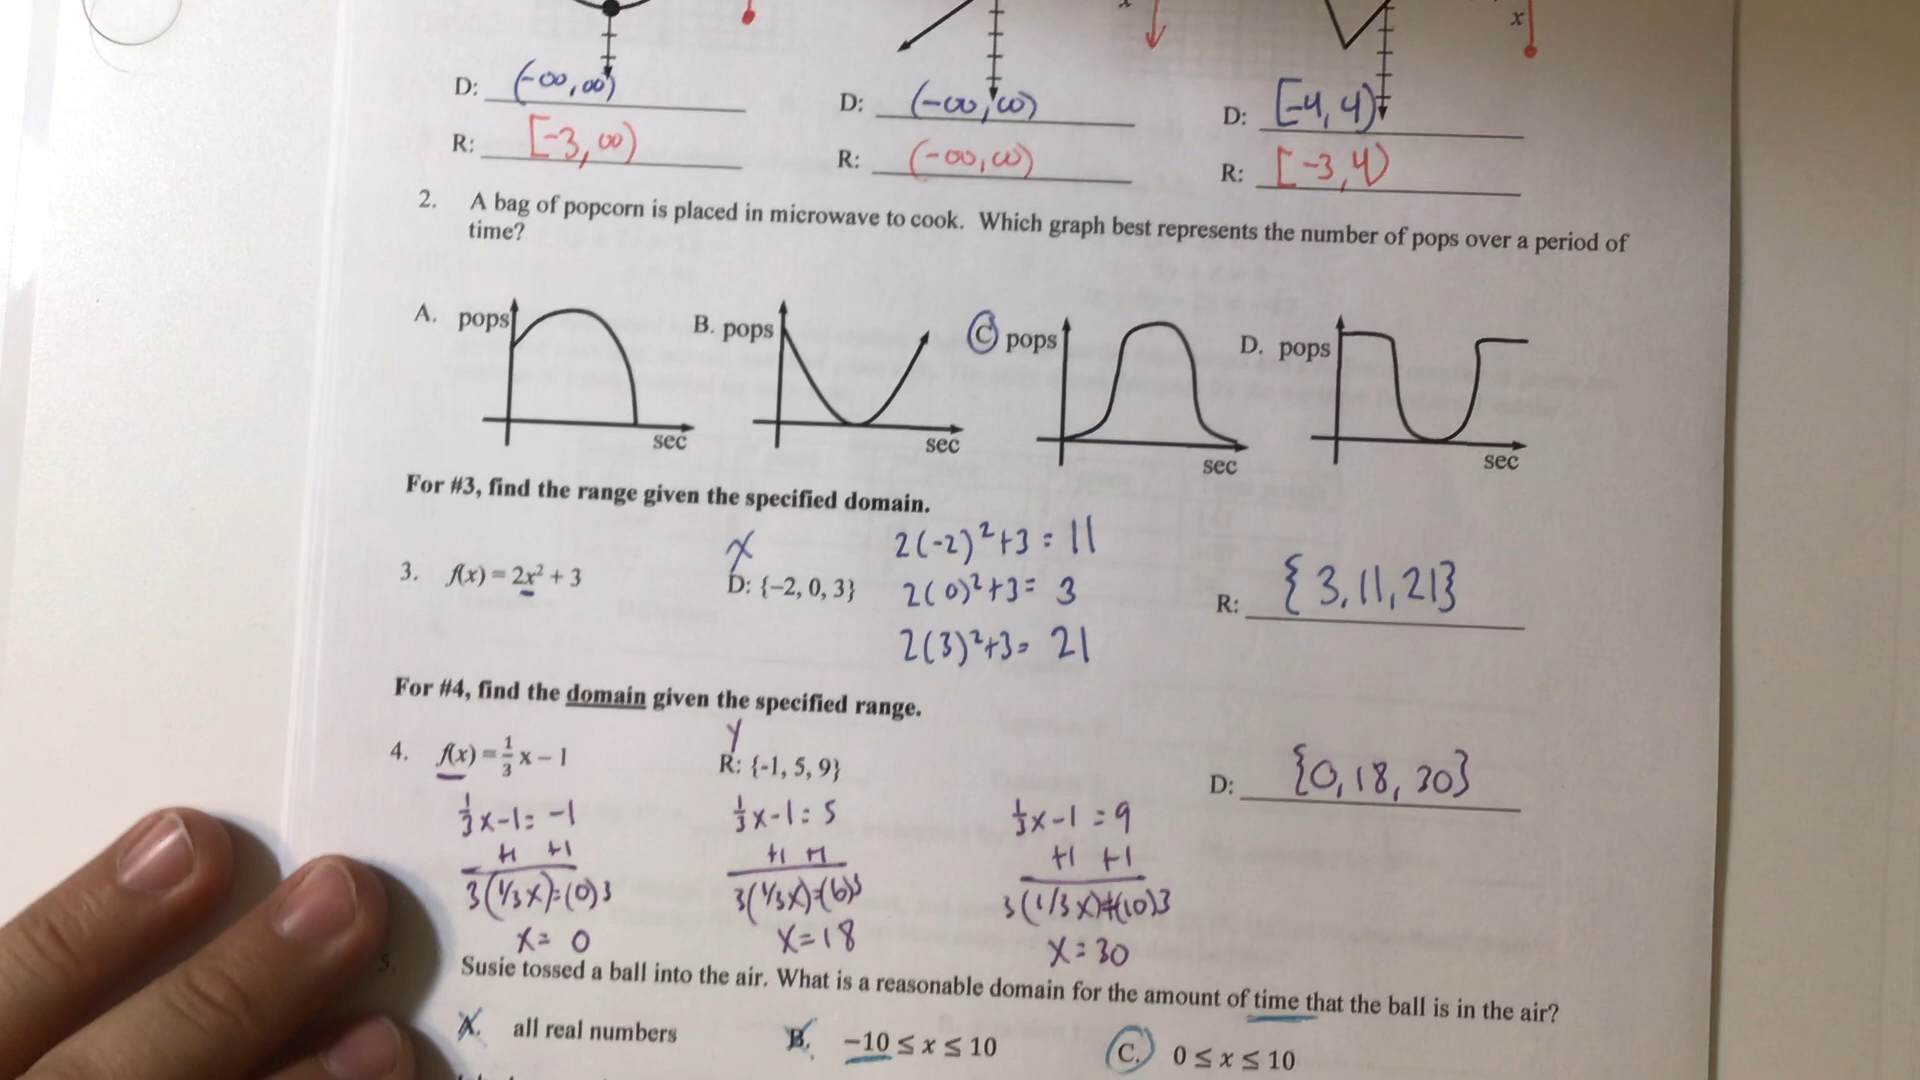 x
x
D: (-∞,∞)
D: (-∞,∞)
D: [-4,4)
R: [-3,∞)
R: (-∞,∞)
R: [-3,4)
2. A bag of popcorn is placed in microwave to cook. Which graph best represents the number of pops over a period of
time?
A. pops
B. pops
C pops
D. pops
sec
sec
sec
sec
For #3, find the range given the specified domain.
x
2(-2)²+3 = 11
3. f(x) = 2x² + 3
D: {–2, 0, 3}
2(0)²+3= 3
R: {3,11,21}
2(3)²+3= 21
For #4, find the domain given the specified range.
y
4. f(x) = 1/3 x – 1
R: {-1, 5, 9}
D: {0,18,30}
1/3x-1= -1
1/3x-1= 5
1/3x-1=9
+1 +1
+1 +1
+1 +1
3(1/3x)=(0)3
3(1/3x)=(6)3
3(1/3x)=(10)3
x= 0
x=18
x=30
5. Susie tossed a ball into the air. What is a reasonable domain for the amount of time that the ball is in the air?
A. all real numbers
B. –10 ≤ x ≤ 10
C. 0 ≤ x ≤ 10